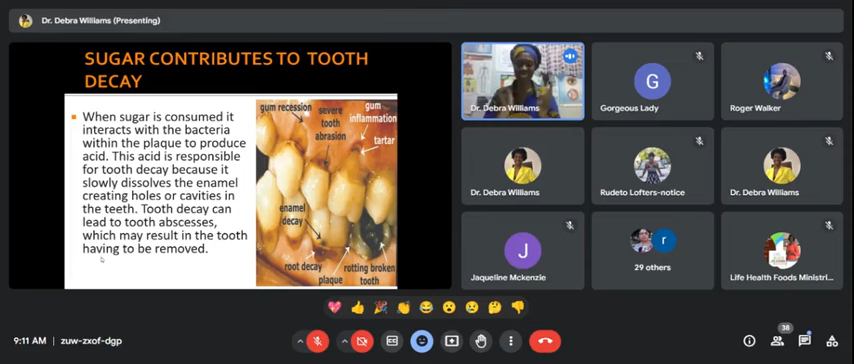 Dr. Debra Williams (Presenting)
SUGAR CONTRIBUTES TO TOOTH
DECAY
When sugar is consumed it
interacts with the bacteria
within the plaque to produce
acid. This acid is responsible
for tooth decay because it
slowly dissolves the enamel
creating holes or cavities in
the teeth. Tooth decay can
lead to tooth abscesses,
which may result in the tooth
having to be removed.
gum recession
severe
tooth
abrasion
gum
inflammation
tartar
enamel
decay
root decay
plaque
rotting broken
tooth
Dr. Debra Williams
G
Gorgeous Lady
Roger Walker
Dr. Debra Williams
Rudeto Lofters-notice
Dr. Debra Williams
J
Jaqueline Mckenzie
r
29 others
Life Health Foods Ministri...
9:11 AM | zuw-zxof-dgp
38